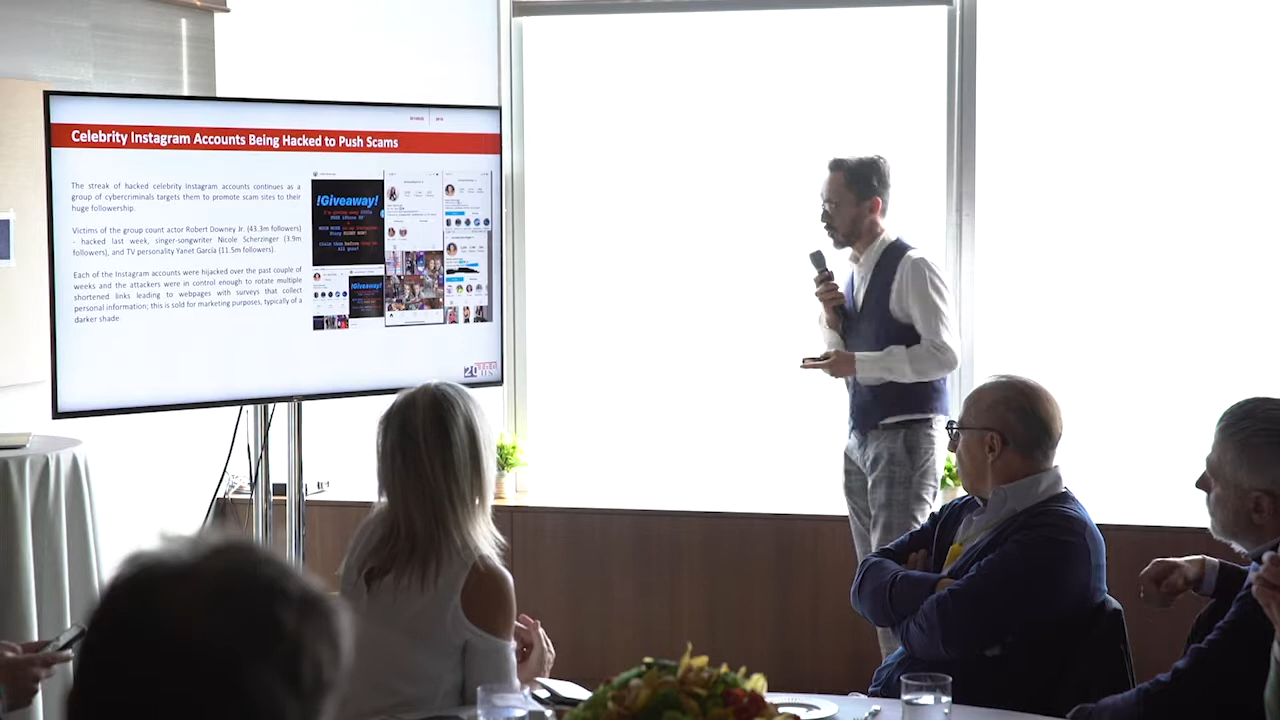 Celebrity Instagram Accounts Being Hacked to Push Scams
The streak of hacked celebrity Instagram accounts continues as a
group of cybercriminals targets them to promote scam sites to their
huge followership.
Victims of the group count actor Robert Downey Jr. (43.3m followers)
- hacked last week, singer-songwriter Nicole Scherzinger (3.9m
followers), and TV personality Yanet Garcia (11.5m followers).
Each of the Instagram accounts were hijacked over the past couple of
weeks and the attackers were in control enough to rotate multiple
shortened links leading to webpages with surveys that collect
personal information; this is sold for marketing purposes, typically of a
darker shade
!Giveaway!
!Giveaway!
20